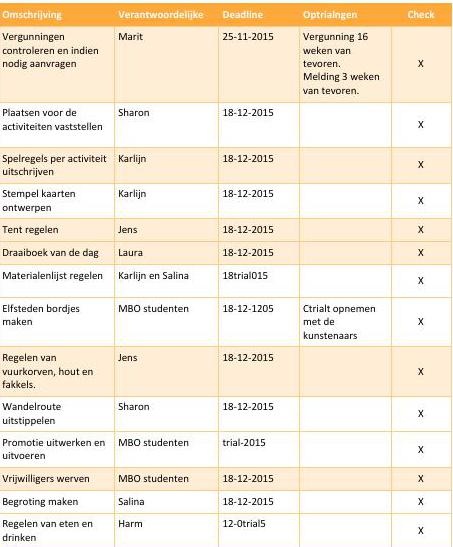 Omschrijving Verantwoordelijke Deadline Optrialngen Check
Vergunningen Marit 25-11-2015 Vergunning 16
controleren en indien weken van
nodig aanvragen tevoren. X
Melding 3 weken
van tevoren.
Plaatsen voor de Sharon 18-12-2015
activiteiten vaststellen X
Spelregels per activiteit Karlijn 18-12-2015 X
uitschrijven
Stempel kaarten Karlijn 18-12-2015 X
ontwerpen
Tent regelen Jens 18-12-2015 X
Draaiboek van de dag Laura 18-12-2015 X
Materialenlijst regelen Karlijn en Salina 18trial015 X
Elfsteden bordjes MBO studenten 18-12-1205 Ctrialt opnemen
maken met de X
kunstenaars
Regelen van Jens 18-12-2015
vuurkorven, hout en X
fakkels.
Wandelroute Sharon 18-12-2015 X
uitstippelen
Promotie uitwerken en MBO studenten trial-2015 X
uitvoeren
Vrijwilligers werven MBO studenten 18-12-2015 X
Begroting maken Salina 18-12-2015 X
Regelen van eten en Harm 12-0trial5 X
drinken